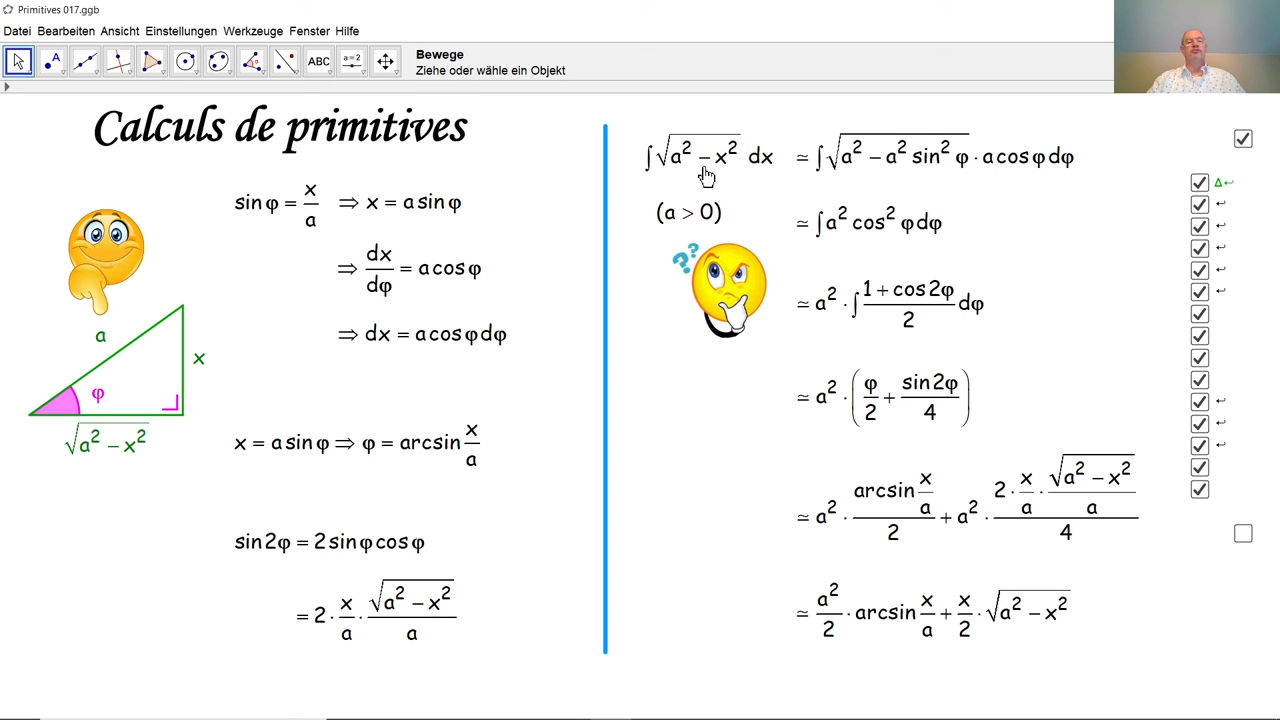 Primitives 017.ggb
Datei Bearbeiten Ansicht Einstellungen Werkzeuge Fenster Hilfe
A
ABC
a=2
Bewege
Ziehe oder wähle ein Objekt
Calculs de primitives
sin φ = x/a ⇒ x = a sin φ
⇒ dx/dφ = a cos φ
⇒ dx = a cos φ dφ
a
x
φ
√(a² − x²)
x = a sin φ ⇒ φ = arcsin x/a
sin 2φ = 2 sin φ cos φ
= 2 · x/a · √(a² − x²)/a
∫√(a² − x²) dx ≃ ∫√(a² − a² sin² φ) · a cos φ dφ
(a > 0)
≃ ∫a² cos² φ dφ
??
≃ a² · ∫(1 + cos 2φ)/2 dφ
≃ a² · (φ/2 + sin 2φ/4)
≃ a² · (arcsin x/a)/2 + a² · (2 · x/a · √(a² − x²)/a)/4
≃ a²/2 · arcsin x/a + x/2 · √(a² − x²)
Δ↩
↩
↩
↩
↩
↩
↩
↩
↩